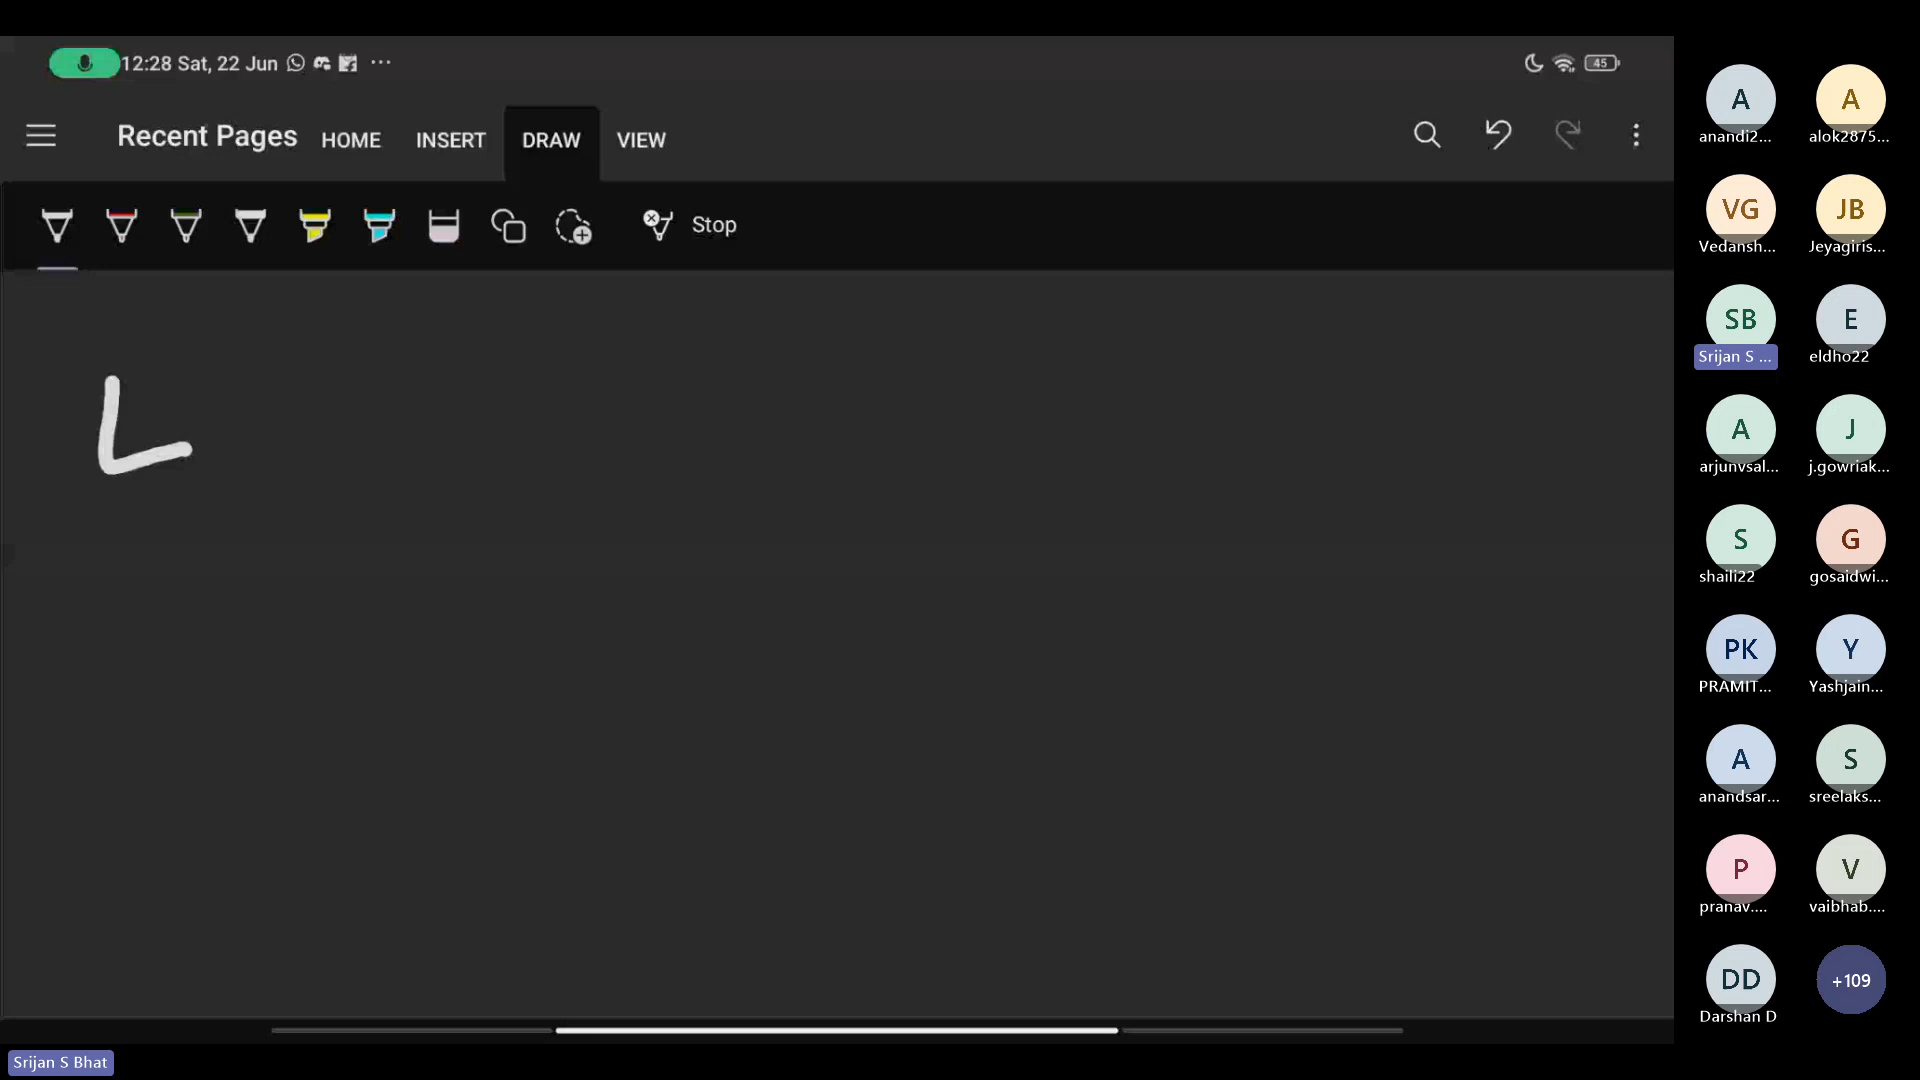 12:28 Sat, 22 Jun ... 45
Recent Pages HOME INSERT DRAW VIEW
Stop
L
A A
anandi2... alok2875...
VG JB
Vedansh... Jeyagiris...
SB E
Srijan S ... eldho22
A J
arjunvsal... j.gowriak...
S G
shaili22 gosaidwi...
PK Y
PRAMIT... Yashjain...
A S
anandsar... sreelaks...
P V
pranav.... vaibhab....
DD +109
Darshan D
Srijan S Bhat